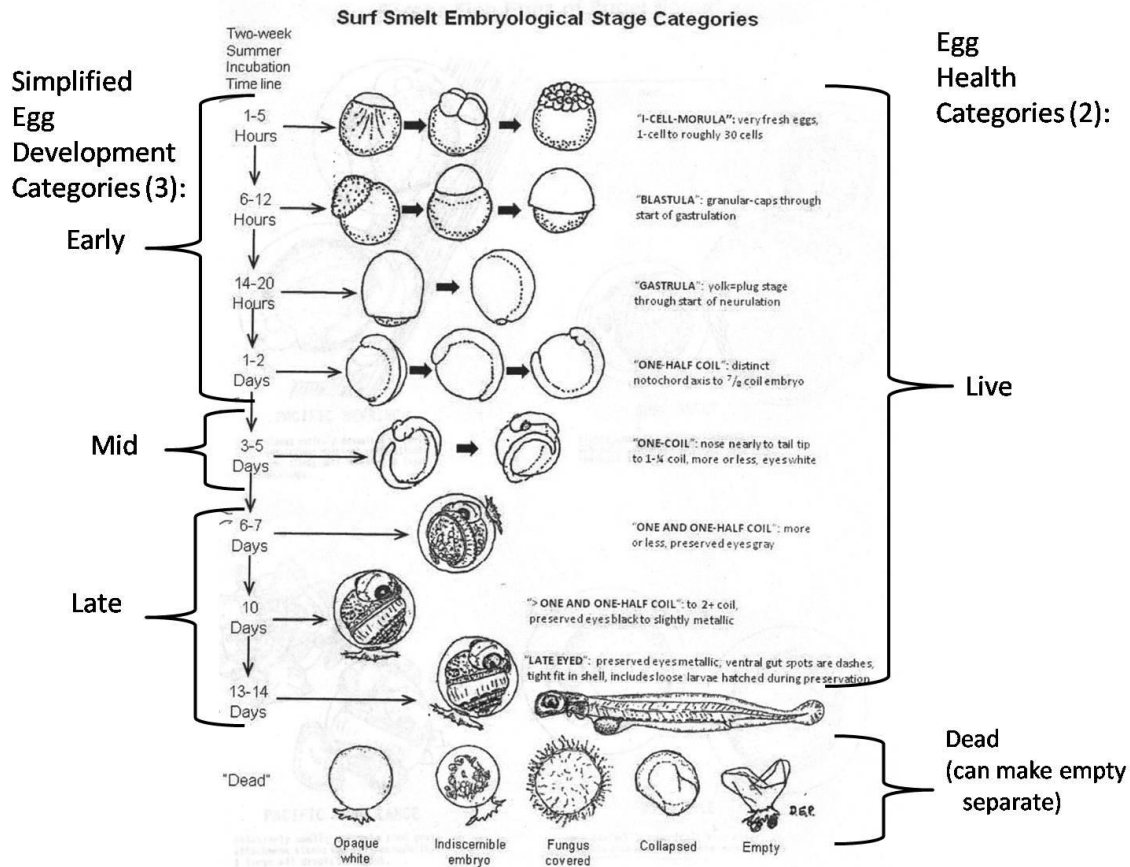 Surf Smelt Embryological Stage Categories
Two-week
Summer
Incubation
Time line
Simplified
Egg
Development
Categories (3):
Egg
Health
Categories (2):
Early
Mid
Late
Live
1-5
Hours
"I-CELL-MORULA": very fresh eggs,
1-cell to roughly 30 cells
6-12
Hours
"BLASTULA": granular-caps through
start of gastrulation
14-20
Hours
"GASTRULA": yolk=plug stage
through start of neurulation
1-2
Days
"ONE-HALF COIL": distinct
notochord axis to 7/8 coil embryo
3-5
Days
"ONE-COIL": nose nearly to tail tip
to 1-¼ coil, more or less, eyes white
6-7
Days
"ONE AND ONE-HALF COIL": more
or less, preserved eyes gray
10
Days
"> ONE AND ONE-HALF COIL": to 2+ coil,
preserved eyes black to slightly metallic
13-14
Days
"LATE EYED": preserved eyes metallic; ventral gut spots are dashes,
tight fit in shell, includes loose larvae hatched during preservation
"Dead"
Opaque
white
Indiscernible
embryo
Fungus
covered
Collapsed
Empty
D.E.P.
Dead
(can make empty
separate)